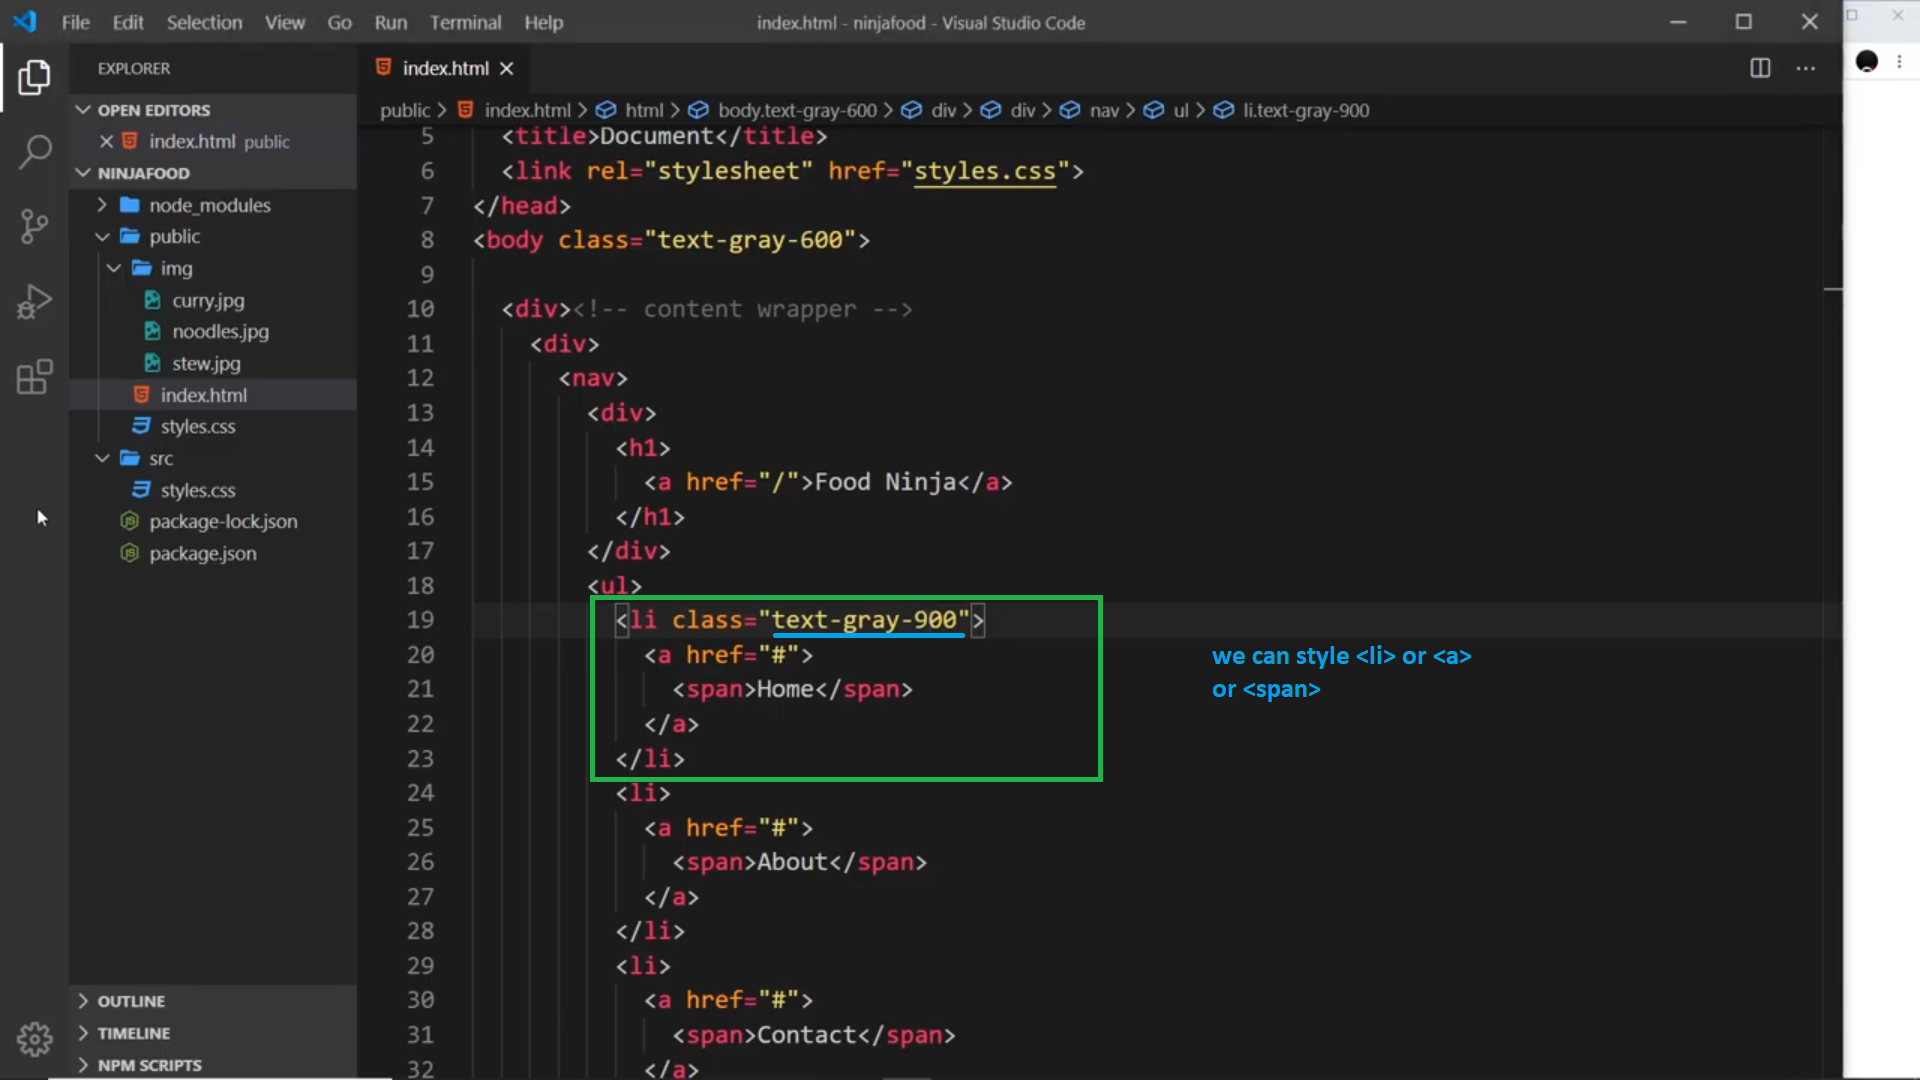 File Edit Selection View Go Run Terminal Help
index.html - ninjafood - Visual Studio Code
EXPLORER
OPEN EDITORS
index.html public
NINJAFOOD
node_modules
public
img
curry.jpg
noodles.jpg
stew.jpg
index.html
styles.css
src
styles.css
package-lock.json
package.json
OUTLINE
TIMELINE
NPM SCRIPTS
index.html
public > index.html > html > body.text-gray-600 > div > div > nav > ul > li.text-gray-900
5 <title>Document</title>
6 <link rel="stylesheet" href="styles.css">
7 </head>
8 <body class="text-gray-600">
9
10 <div><!-- content wrapper -->
11 <div>
12 <nav>
13 <div>
14 <h1>
15 <a href="/">Food Ninja</a>
16 </h1>
17 </div>
18 <ul>
19 <li class="text-gray-900">
20 <a href="#">
21 <span>Home</span>
22 </a>
23 </li>
24 <li>
25 <a href="#">
26 <span>About</span>
27 </a>
28 </li>
29 <li>
30 <a href="#">
31 <span>Contact</span>
32 </a>
we can style <li> or <a>
or <span>